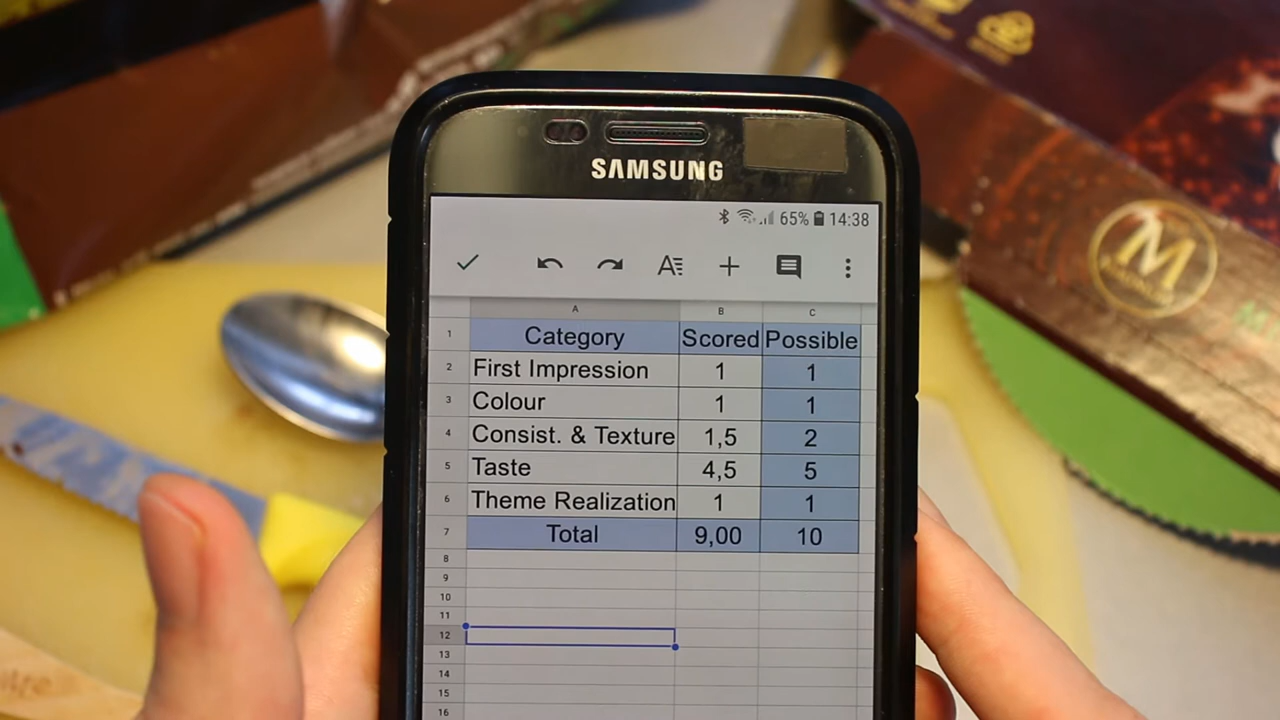 SAMSUNG
65% 14:38
A B C
1 Category Scored Possible
2 First Impression 1 1
3 Colour 1 1
4 Consist. & Texture 1,5 2
5 Taste 4,5 5
6 Theme Realization 1 1
7 Total 9,00 10
8
9
10
11
12
13
14
15
16
M
M